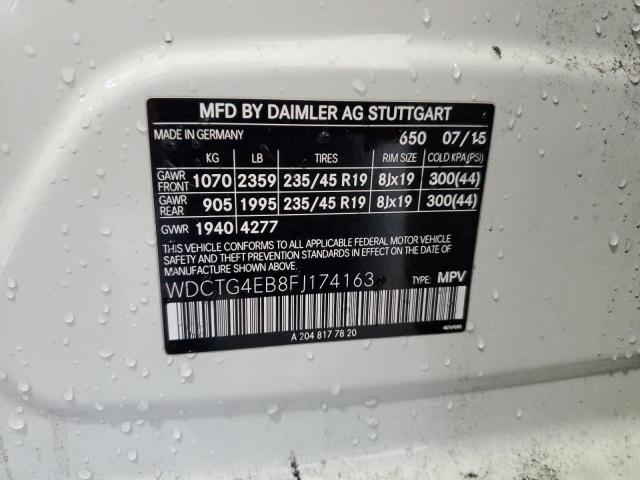 MFD BY DAIMLER AG STUTTGART
MADE IN GERMANY 650 07/15
KG LB TIRES RIM SIZE COLD KPA(PSI)
GAWR FRONT 1070 2359 235/45 R19 8Jx19 300(44)
GAWR REAR 905 1995 235/45 R19 8Jx19 300(44)
GVWR 1940 4277
THIS VEHICLE CONFORMS TO ALL APPLICABLE FEDERAL MOTOR VEHICLE
SAFETY AND THEFT PREVENTION STANDARDS IN EFFECT ON THE DATE OF
MANUFACTURE SHOWN ABOVE.
WDCTG4EB8FJ174163 TYPE: MPV
A 204 817 78 20